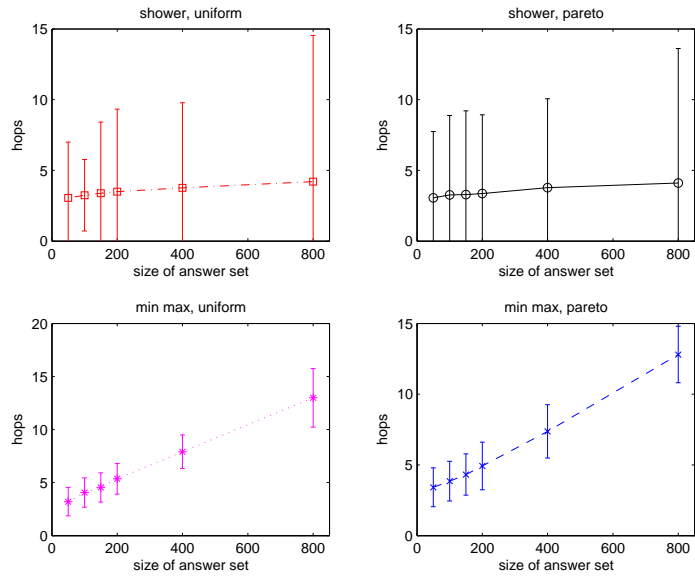 shower, uniform
15
10
5
0
hops
0 200 400 600 800
size of answer set
shower, pareto
15
10
5
0
hops
0 200 400 600 800
size of answer set
min max, uniform
20
15
10
5
0
hops
0 200 400 600 800
size of answer set
min max, pareto
15
10
5
0
hops
0 200 400 600 800
size of answer set